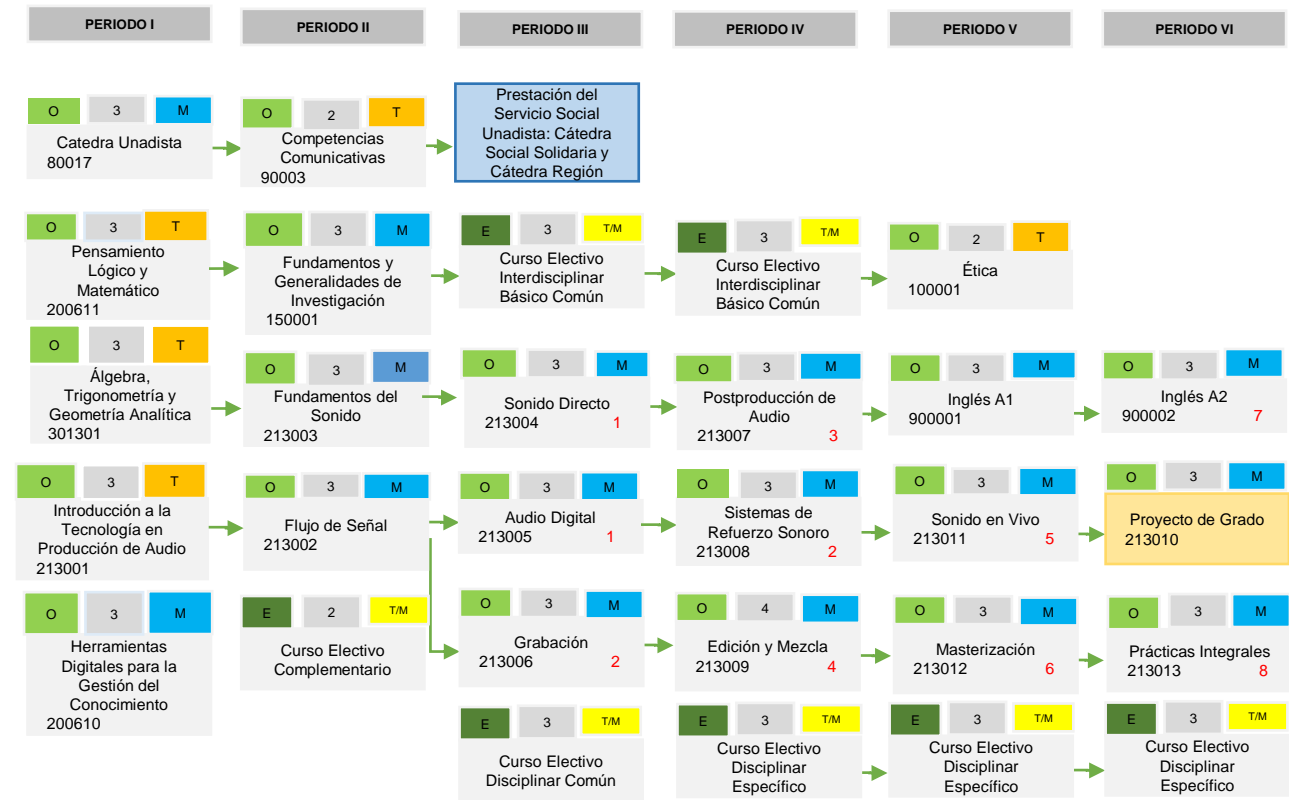 PERIODO I
PERIODO II
PERIODO III
PERIODO IV
PERIODO V
PERIODO VI
O 3 M
Catedra Unadista
80017
O 2 T
Competencias
Comunicativas
90003
Prestación del
Servicio Social
Unadista: Cátedra
Social Solidaria y
Cátedra Región
O 3 T
Pensamiento
Lógico y
Matemático
200611
O 3 M
Fundamentos y
Generalidades de
Investigación
150001
E 3 T/M
Curso Electivo
Interdisciplinar
Básico Común
E 3 T/M
Curso Electivo
Interdisciplinar
Básico Común
O 2 T
Ética
100001
O 3 T
Álgebra,
Trigonometría y
Geometría Analítica
301301
O 3 M
Fundamentos del
Sonido
213003
O 3 M
Sonido Directo
213004 1
O 3 M
Postproducción de
Audio
213007 3
O 3 M
Inglés A1
900001
O 3 M
Inglés A2
900002 7
O 3 T
Introducción a la
Tecnología en
Producción de Audio
213001
O 3 M
Flujo de Señal
213002
O 3 M
Audio Digital
213005 1
O 3 M
Sistemas de
Refuerzo Sonoro
213008 2
O 3 M
Sonido en Vivo
213011 5
O 3 M
Proyecto de Grado
213010
O 3 M
Herramientas
Digitales para la
Gestión del
Conocimiento
200610
E 2 T/M
Curso Electivo
Complementario
O 3 M
Grabación
213006 2
O 4 M
Edición y Mezcla
213009 4
O 3 M
Masterización
213012 6
O 3 M
Prácticas Integrales
213013 8
E 3 T/M
Curso Electivo
Disciplinar Común
E 3 T/M
Curso Electivo
Disciplinar
Específico
E 3 T/M
Curso Electivo
Disciplinar
Específico
E 3 T/M
Curso Electivo
Disciplinar
Específico